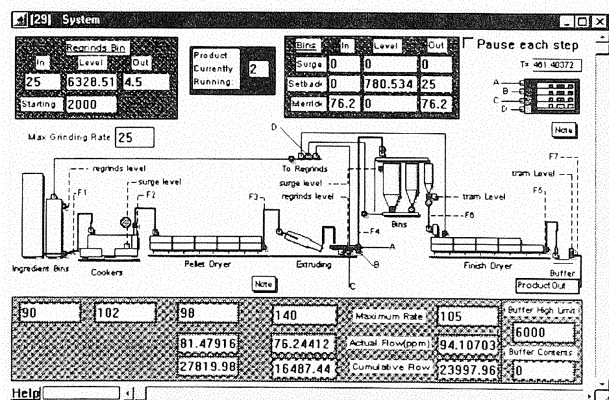 [29] System
Regrinds Bin
In Level Out
25 6328.51 4.5
Starting 2000
Product
Currently
Running:
2
Bins In Level Out
Surge 0 0 0
Setback 0 780.534 25
76.2 0 76.2
Pause each step
T= 461.40372
A
B
C
D
Note
Max Grinding Rate 25
D
To Regrinds
surge level
regrinds level
regrinds level
surge level
F1
F2
F3
F4
A
B
C
Bins
tram Level
F6
F7
tram Level
F5
Ingredient Bins
Cookers
Pellet Dryer
Extruding
Finish Dryer
Buffer
Note
ProductOut
90 102 98 140 Maximum Rate 105
81.47916 76.24412 Actual Flow(ppm) 94.10703
27819.98 16487.44 Cumulative Flow 23997.96
Buffer High Limit
6000
Buffer Contents
0
Help